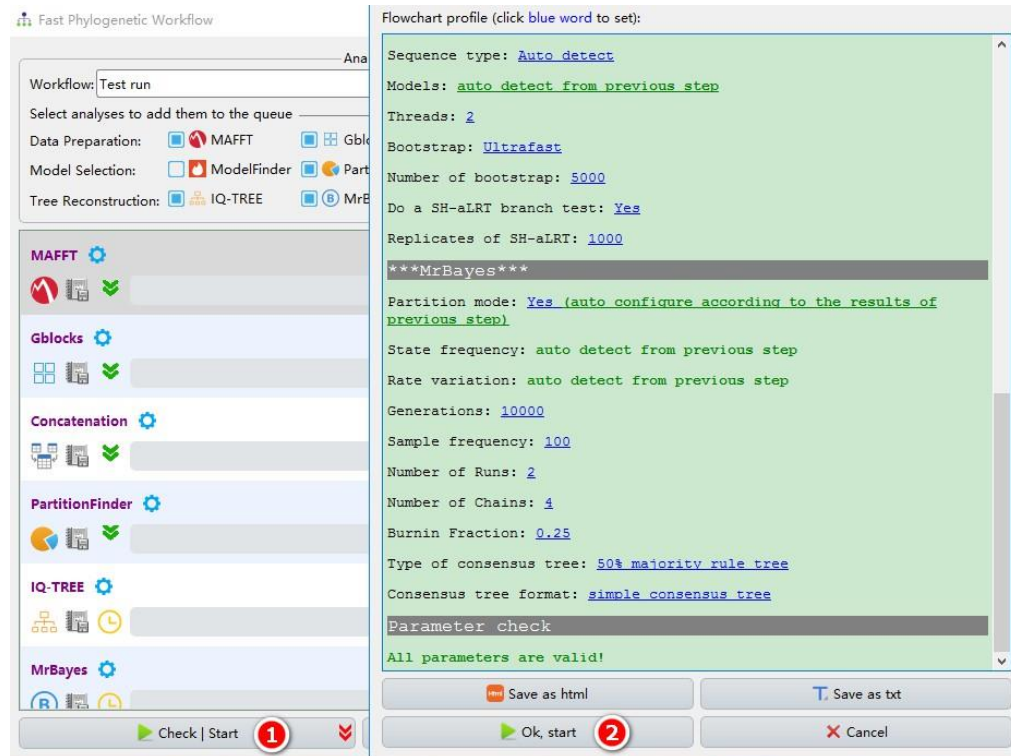 Fast Phylogenetic Workflow
Ana
Workflow: Test run
Select analyses to add them to the queue
Data Preparation: MAFFT Gblo
Model Selection: ModelFinder Part
Tree Reconstruction: IQ-TREE B MrB
MAFFT
Gblocks
Concatenation
PartitionFinder
IQ-TREE
MrBayes
B
Check | Start 1
Flowchart profile (click blue word to set):
Sequence type: Auto detect
Models: auto detect from previous step
Threads: 2
Bootstrap: Ultrafast
Number of bootstrap: 5000
Do a SH-aLRT branch test: Yes
Replicates of SH-aLRT: 1000
***MrBayes***
Partition mode: Yes (auto configure according to the results of
previous step)
State frequency: auto detect from previous step
Rate variation: auto detect from previous step
Generations: 10000
Sample frequency: 100
Number of Runs: 2
Number of Chains: 4
Burnin Fraction: 0.25
Type of consensus tree: 50% majority rule tree
Consensus tree format: simple consensus tree
Parameter check
All parameters are valid!
Html Save as html
T Save as txt
Ok, start 2
Cancel